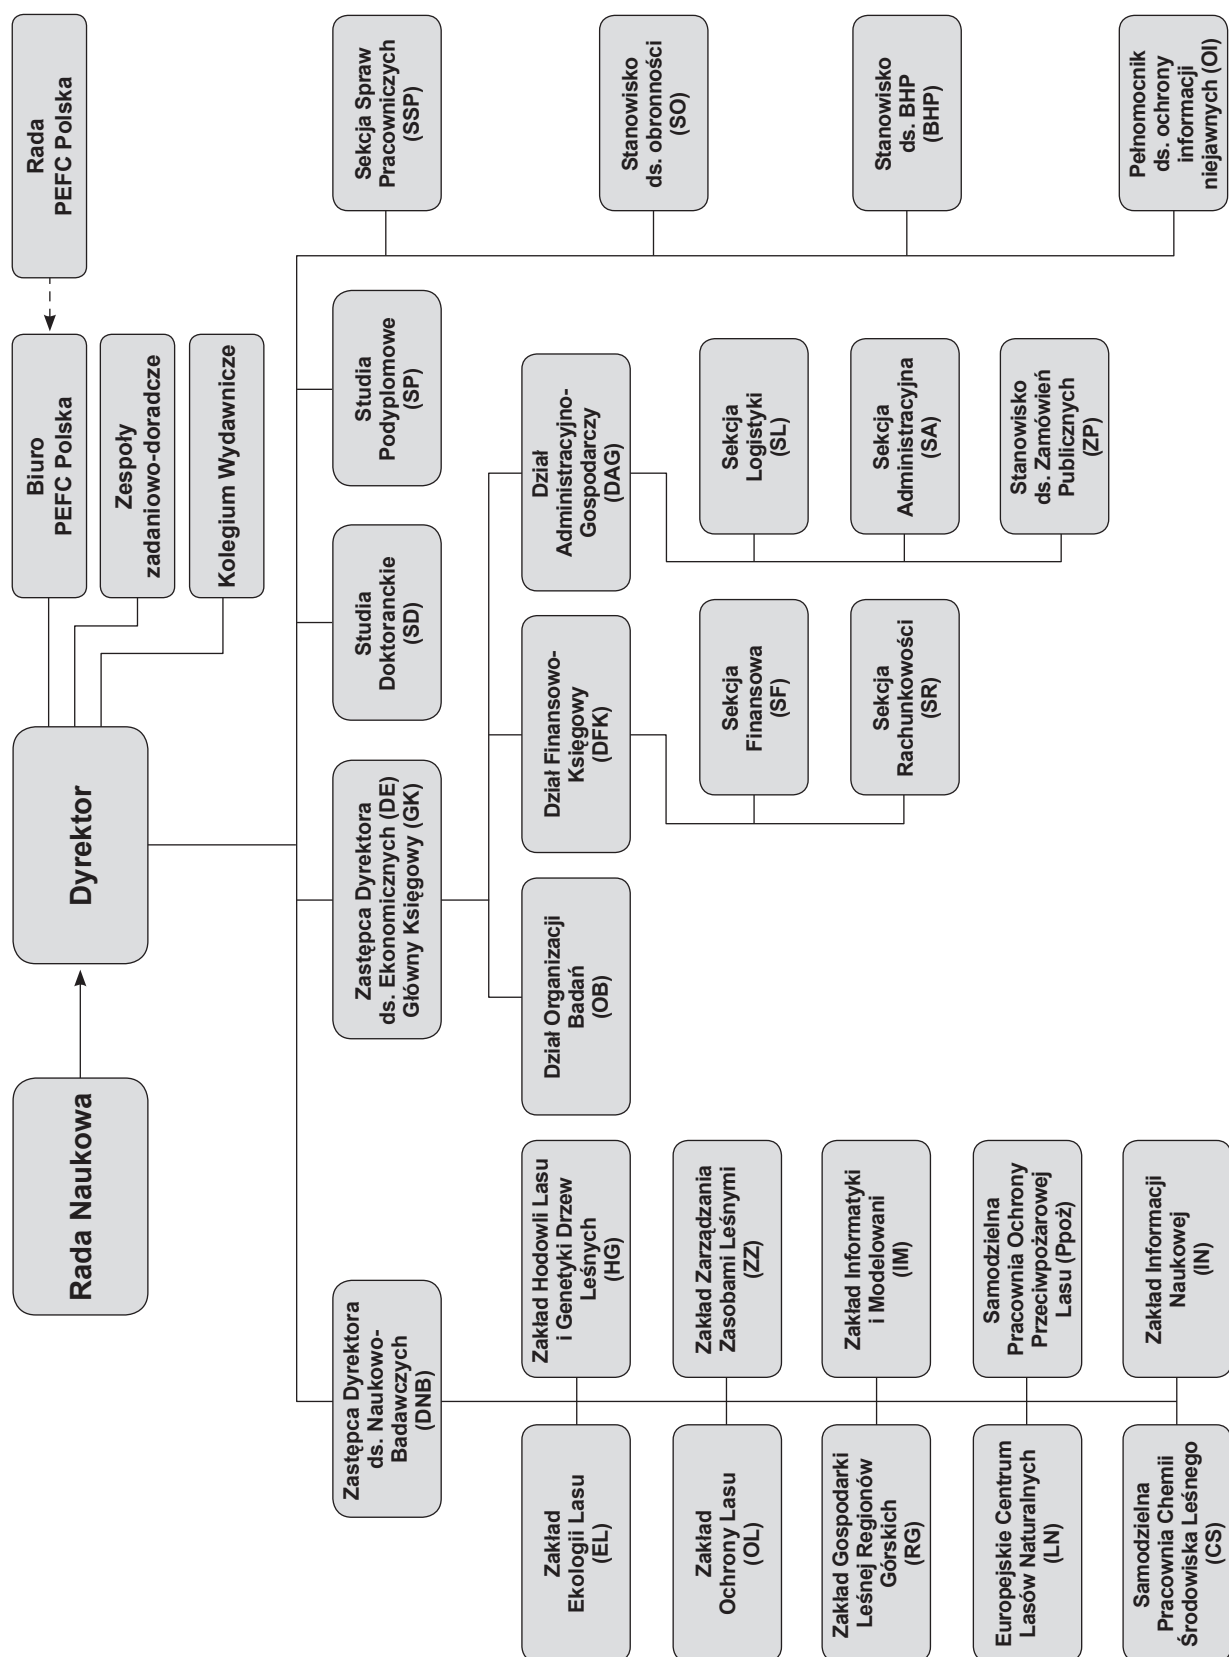 Rada Naukowa
Dyrektor
Biuro
PEFC Polska
Rada
PEFC Polska
Zespoły
zadaniowo-doradcze
Kolegium Wydawnicze
Zastępca Dyrektora
ds. Naukowo-
Badawczych
(DNB)
Zastępca Dyrektora
ds. Ekonomicznych (DE)
Główny Księgowy (GK)
Studia
Doktoranckie
(SD)
Studia
Podyplomowe
(SP)
Sekcja Spraw
Pracowniczych
(SSP)
Zakład
Ekologii Lasu
(EL)
Zakład Hodowli Lasu
i Genetyki Drzew
Leśnych
(HG)
Dział Organizacji
Badań
(OB)
Dział Finansowo-
Księgowy
(DFK)
Dział
Administracyjno-
Gospodarczy
(DAG)
Stanowisko
ds. obronności
(SO)
Zakład
Ochrony Lasu
(OL)
Zakład Zarządzania
Zasobami Leśnymi
(ZZ)
Sekcja
Finansowa
(SF)
Sekcja
Logistyki
(SL)
Zakład Gospodarki
Leśnej Regionów
Górskich
(RG)
Zakład Informatyki
i Modelowani
(IM)
Sekcja
Rachunkowości
(SR)
Sekcja
Administracyjna
(SA)
Stanowisko
ds. BHP
(BHP)
Europejskie Centrum
Lasów Naturalnych
(LN)
Samodzielna
Pracownia Ochrony
Przeciwpożarowej
Lasu (Ppoż)
Stanowisko
ds. Zamówień
Publicznych
(ZP)
Samodzielna
Pracownia Chemii
Środowiska Leśnego
(CS)
Zakład Informacji
Naukowej
(IN)
Pełnomocnik
ds. ochrony
informacji
niejawnych (OI)